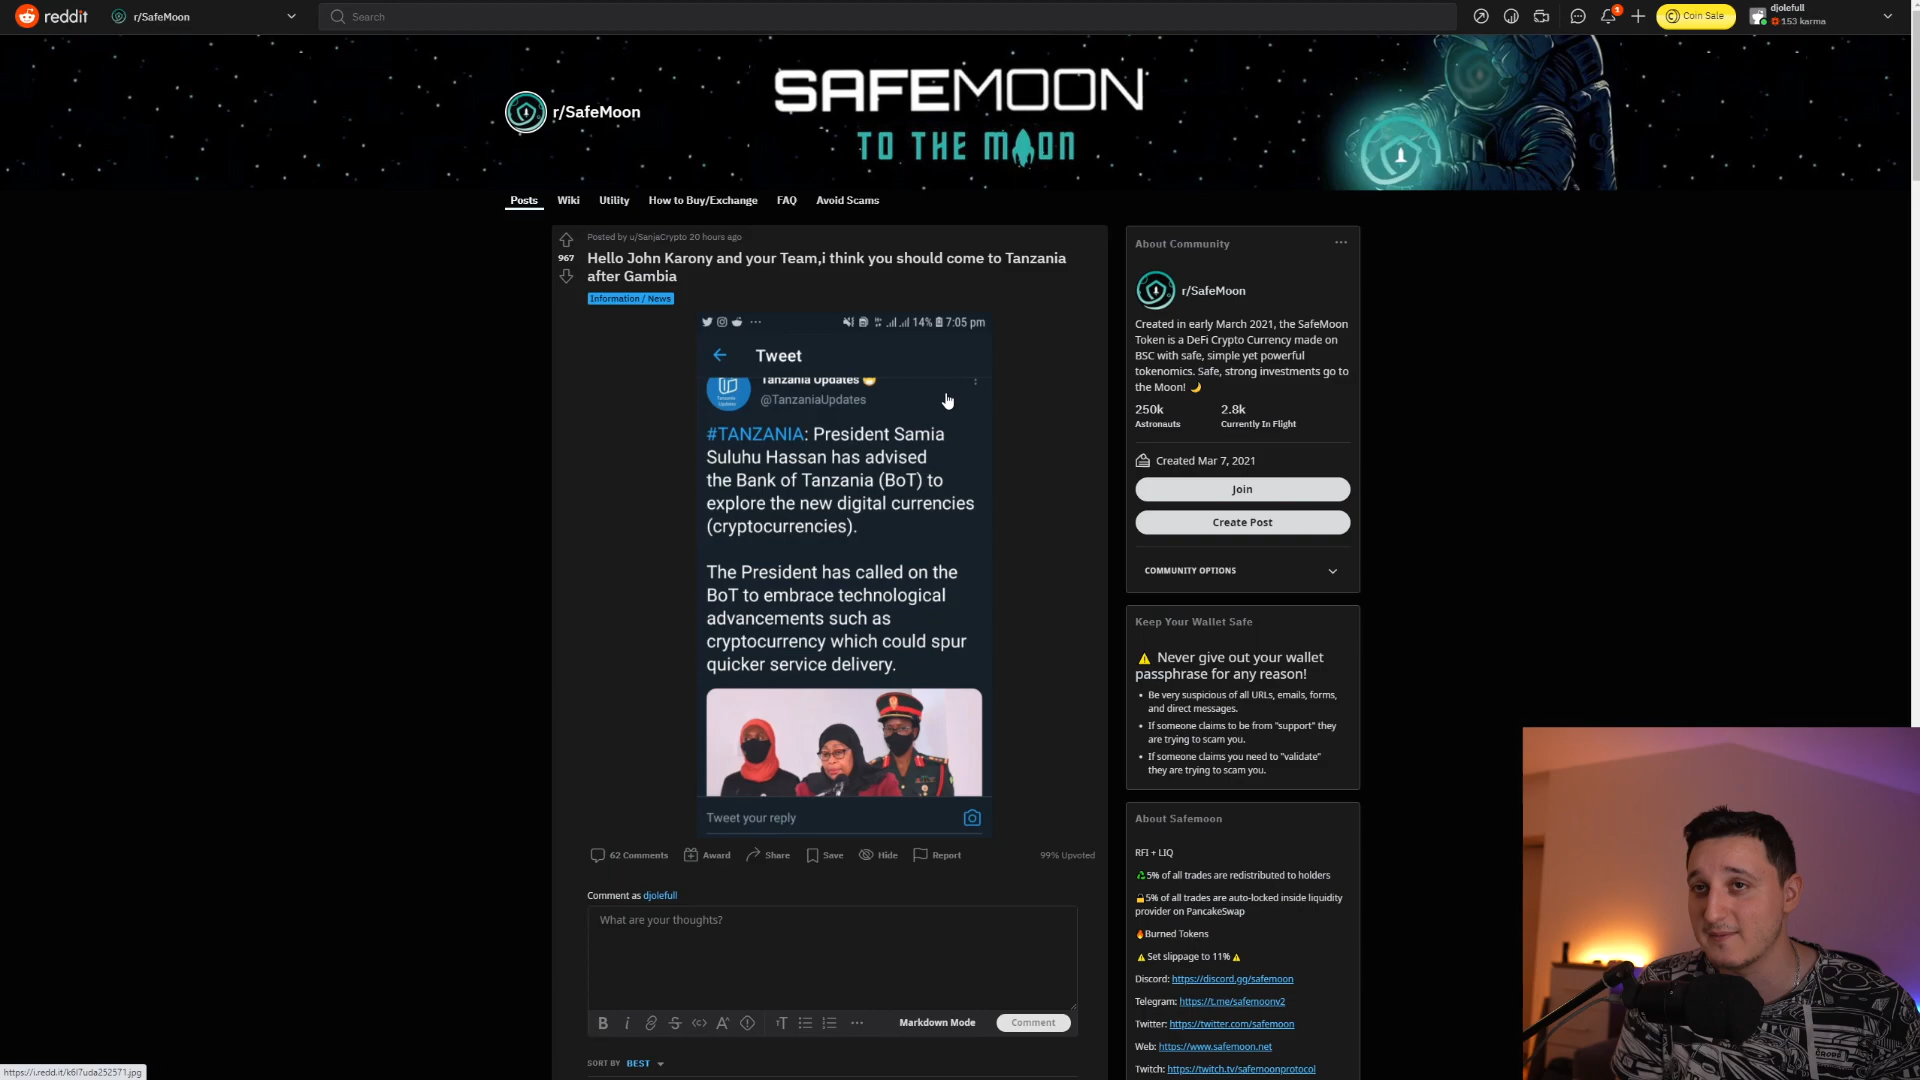 reddit
r/SafeMoon
Search
1
Coin Sale
djolefull
153 karma
SAFEMOON
TO THE MOON
r/SafeMoon
Posts
Wiki
Utility
How to Buy/Exchange
FAQ
Avoid Scams
Posted by u/SanjaCrypto 20 hours ago
967
Hello John Karony and your Team,i think you should come to Tanzania
after Gambia
Information / News
14% 7:05 pm
Tweet
Tanzania Updates
@TanzaniaUpdates
#TANZANIA: President Samia
Suluhu Hassan has advised
the Bank of Tanzania (BoT) to
explore the new digital currencies
(cryptocurrencies).
The President has called on the
BoT to embrace technological
advancements such as
cryptocurrency which could spur
quicker service delivery.
Tweet your reply
62 Comments
Award
Share
Save
Hide
Report
99% Upvoted
Comment as djolefull
What are your thoughts?
Markdown Mode
Comment
SORT BY BEST
About Community
r/SafeMoon
Created in early March 2021, the SafeMoon
Token is a DeFi Crypto Currency made on
BSC with safe, simple yet powerful
tokenomics. Safe, strong investments go to
the Moon! 🌙
250k
Astronauts
2.8k
Currently In Flight
Created Mar 7, 2021
Join
Create Post
COMMUNITY OPTIONS
Keep Your Wallet Safe
⚠ Never give out your wallet
passphrase for any reason!
• Be very suspicious of all URLs, emails, forms,
and direct messages.
• If someone claims to be from "support" they
are trying to scam you.
• If someone claims you need to "validate"
they are trying to scam you.
About Safemoon
RFI + LIQ
♻5% of all trades are redistributed to holders
🔒5% of all trades are auto-locked inside liquidity
provider on PancakeSwap
🔥Burned Tokens
⚠Set slippage to 11%⚠
Discord: https://discord.gg/safemoon
Telegram: https://t.me/safemoonv2
Twitter: https://twitter.com/safemoon
Web: https://www.safemoon.net
Twitch: https://twitch.tv/safemoonprotocol
https://i.redd.it/k6l7uda252571.jpg